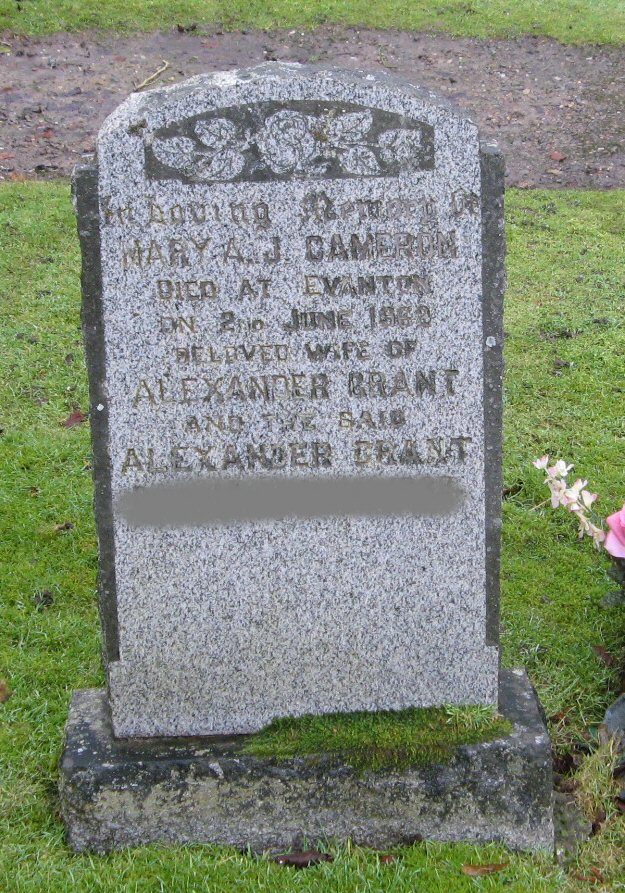 In Loving Memory Of
MARY A. J. CAMERON
DIED AT EVANTON
ON 2ND JUNE
BELOVED WIFE OF
ALEXANDER GRANT
AND THE SAID
ALEXANDER GRANT